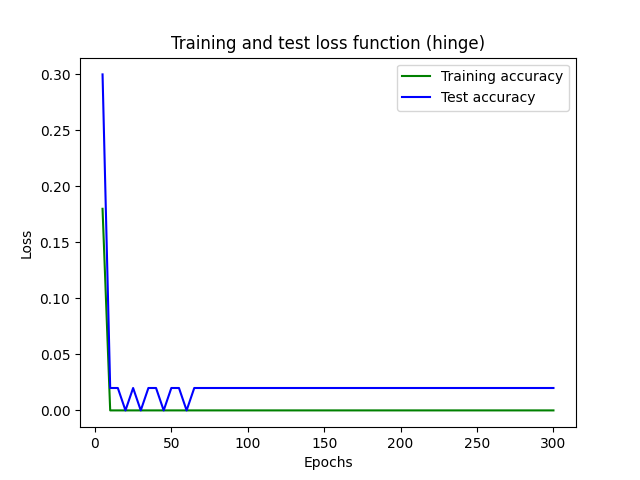 Training and test loss function (hinge)
Training accuracy
Test accuracy
Loss
0.30
0.25
0.20
0.15
0.10
0.05
0.00
0 50 100 150 200 250 300
Epochs